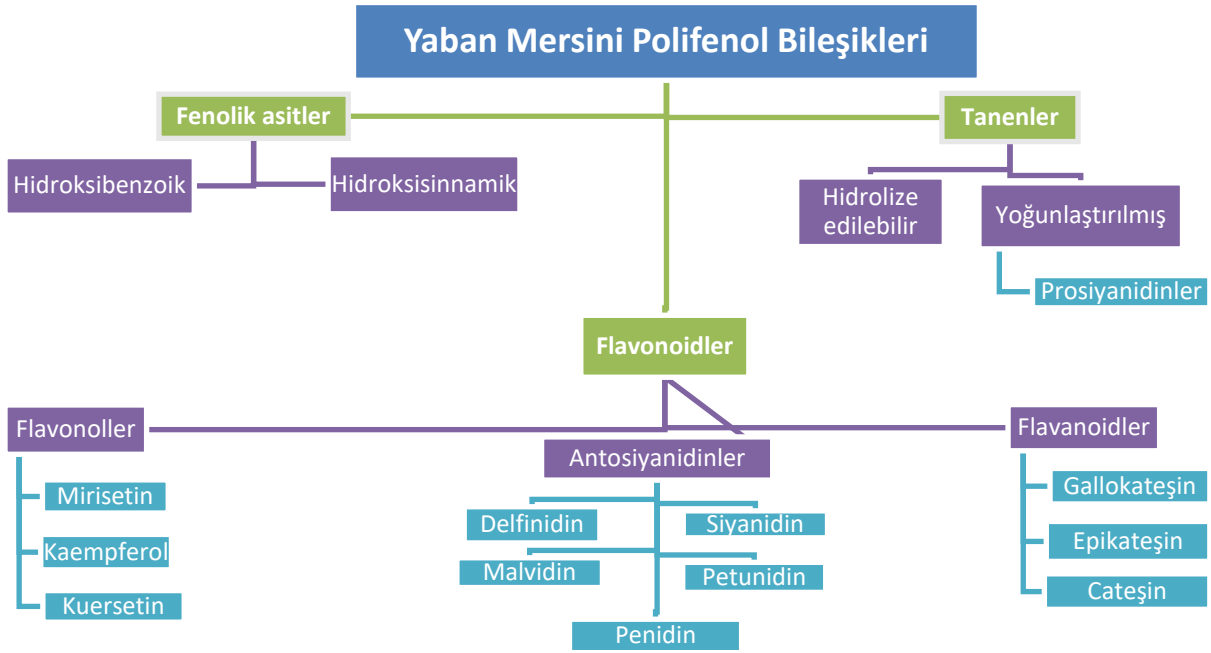 Yaban Mersini Polifenol Bileşikleri
Fenolik asitler
Tanenler
Hidroksibenzoik
Hidroksisinnamik
Hidrolize
edilebilir
Yoğunlaştırılmış
Prosiyanidinler
Flavonoidler
Flavonoller
Mirisetin
Kaempferol
Kuersetin
Antosiyanidinler
Delfinidin
Siyanidin
Malvidin
Petunidin
Penidin
Flavanoidler
Gallokateşin
Epikateşin
Cateşin